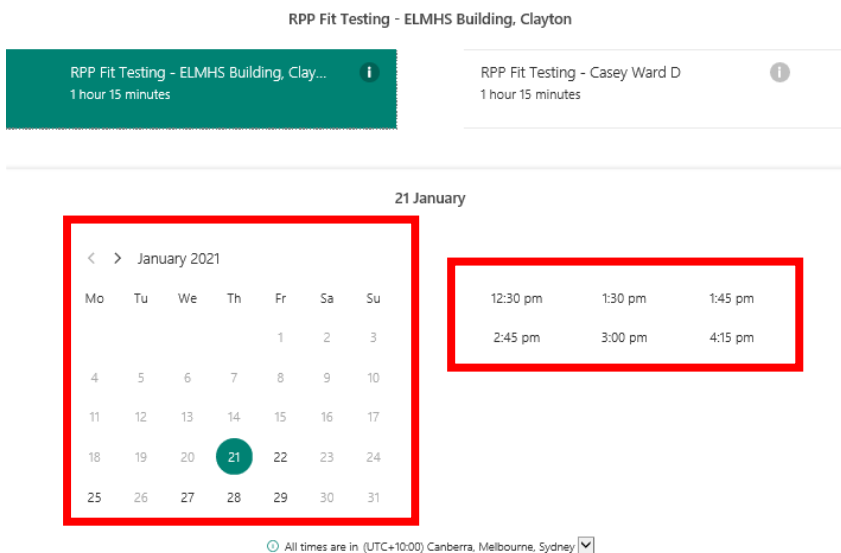 RPP Fit Testing - ELMHS Building, Clayton
RPP Fit Testing - ELMHS Building, Clay...
1 hour 15 minutes
RPP Fit Testing - Casey Ward D
1 hour 15 minutes
21 January
January 2021
Mo Tu We Th Fr Sa Su
1 2 3
4 5 6 7 8 9 10
11 12 13 14 15 16 17
18 19 20 21 22 23 24
25 26 27 28 29 30 31
12:30 pm 1:30 pm 1:45 pm
2:45 pm 3:00 pm 4:15 pm
All times are in (UTC+10:00) Canberra, Melbourne, Sydney